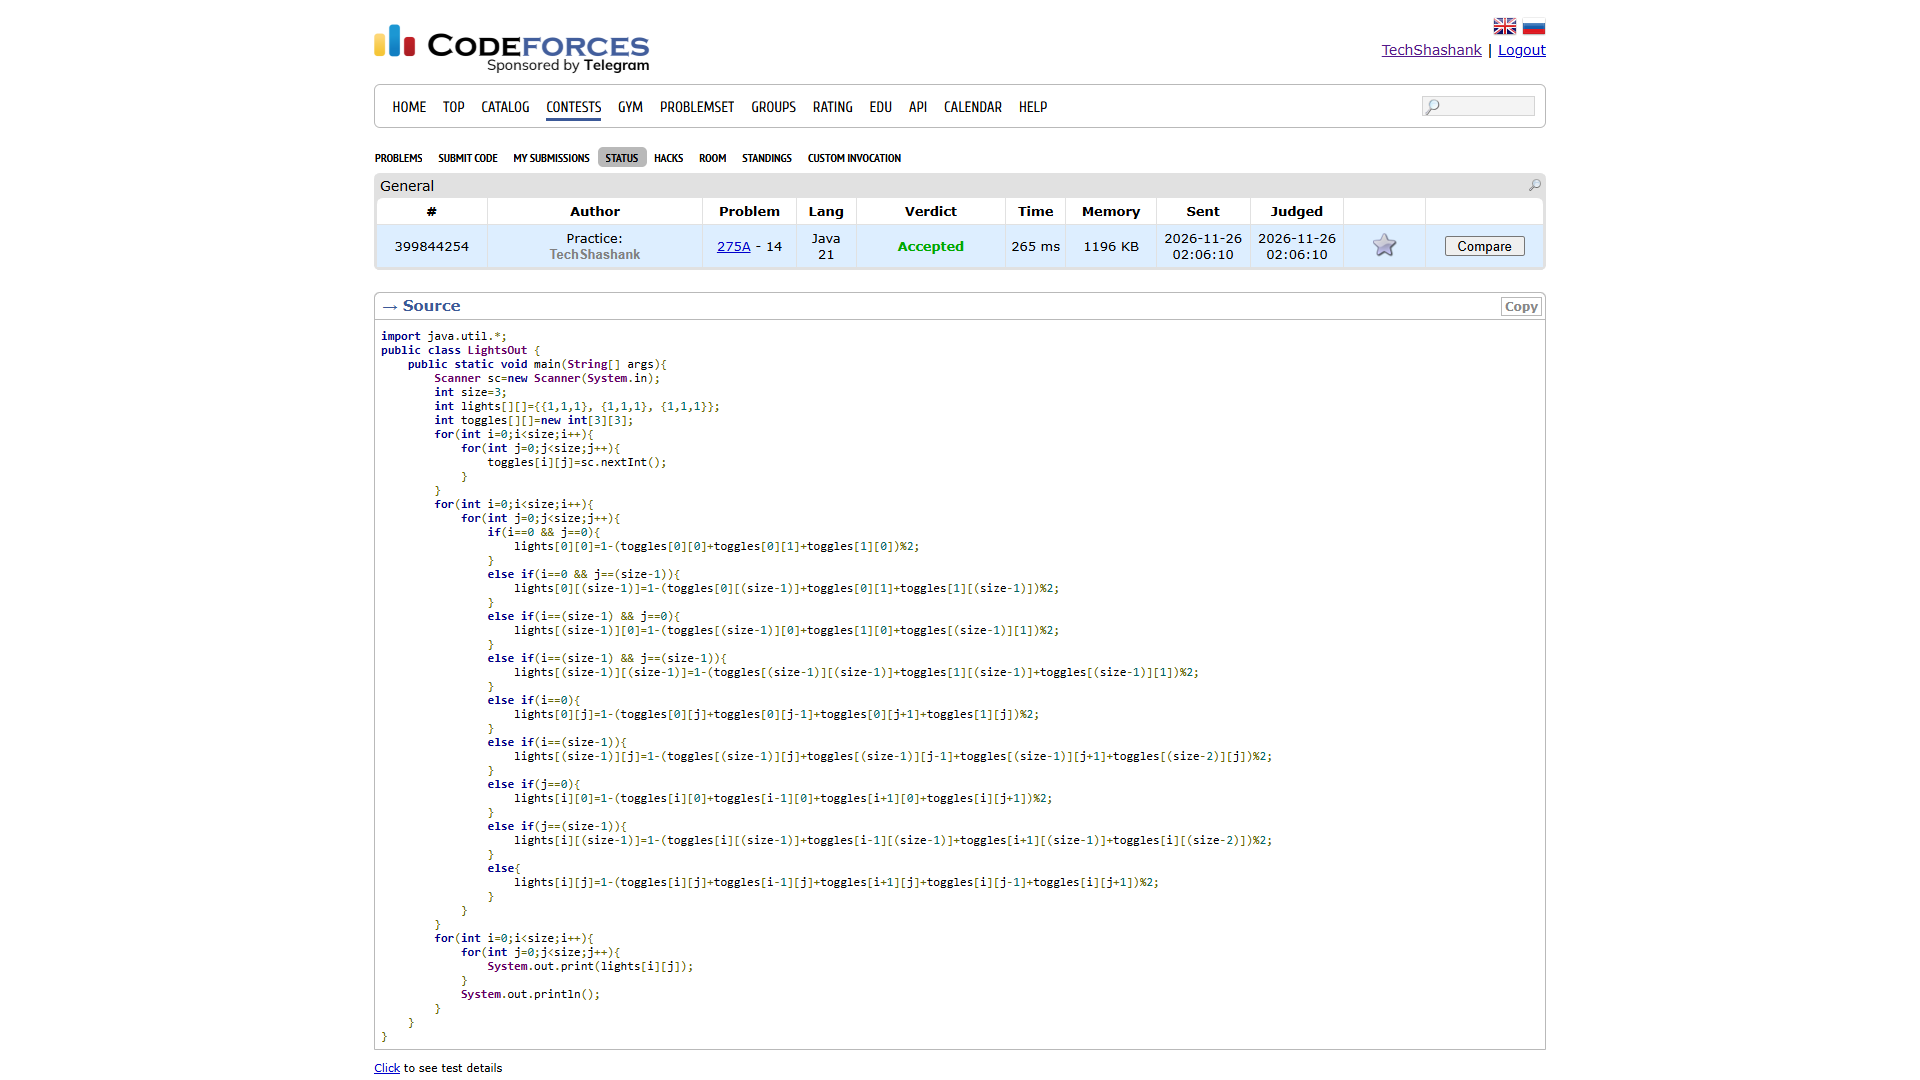 CODEFORCES
Sponsored by Telegram
TechShashank | Logout
HOME TOP CATALOG CONTESTS GYM PROBLEMSET GROUPS RATING EDU API CALENDAR HELP
PROBLEMS SUBMIT CODE MY SUBMISSIONS STATUS HACKS ROOM STANDINGS CUSTOM INVOCATION
General
# Author Problem Lang Verdict Time Memory Sent Judged
399844254 Practice: TechShashank 275A - 14 Java 21 Accepted 265 ms 1196 KB 2026-11-26 02:06:10 2026-11-26 02:06:10 Compare
→ Source Copy
import java.util.*;
public class LightsOut {
    public static void main(String[] args){
        Scanner sc=new Scanner(System.in);
        int size=3;
        int lights[][]={{1,1,1}, {1,1,1}, {1,1,1}};
        int toggles[][]=new int[3][3];
        for(int i=0;i<size;i++){
            for(int j=0;j<size;j++){
                toggles[i][j]=sc.nextInt();
            }
        }
        for(int i=0;i<size;i++){
            for(int j=0;j<size;j++){
                if(i==0 && j==0){
                    lights[0][0]=1-(toggles[0][0]+toggles[0][1]+toggles[1][0])%2;
                }
                else if(i==0 && j==(size-1)){
                    lights[0][(size-1)]=1-(toggles[0][(size-1)]+toggles[0][1]+toggles[1][(size-1)])%2;
                }
                else if(i==(size-1) && j==0){
                    lights[(size-1)][0]=1-(toggles[(size-1)][0]+toggles[1][0]+toggles[(size-1)][1])%2;
                }
                else if(i==(size-1) && j==(size-1)){
                    lights[(size-1)][(size-1)]=1-(toggles[(size-1)][(size-1)]+toggles[1][(size-1)]+toggles[(size-1)][1])%2;
                }
                else if(i==0){
                    lights[0][j]=1-(toggles[0][j]+toggles[0][j-1]+toggles[0][j+1]+toggles[1][j])%2;
                }
                else if(i==(size-1)){
                    lights[(size-1)][j]=1-(toggles[(size-1)][j]+toggles[(size-1)][j-1]+toggles[(size-1)][j+1]+toggles[(size-2)][j])%2;
                }
                else if(j==0){
                    lights[i][0]=1-(toggles[i][0]+toggles[i-1][0]+toggles[i+1][0]+toggles[i][j+1])%2;
                }
                else if(j==(size-1)){
                    lights[i][(size-1)]=1-(toggles[i][(size-1)]+toggles[i-1][(size-1)]+toggles[i+1][(size-1)]+toggles[i][(size-2)])%2;
                }
                else{
                    lights[i][j]=1-(toggles[i][j]+toggles[i-1][j]+toggles[i+1][j]+toggles[i][j-1]+toggles[i][j+1])%2;
                }
            }
        }
        for(int i=0;i<size;i++){
            for(int j=0;j<size;j++){
                System.out.print(lights[i][j]);
            }
            System.out.println();
        }
    }
}
Click to see test details